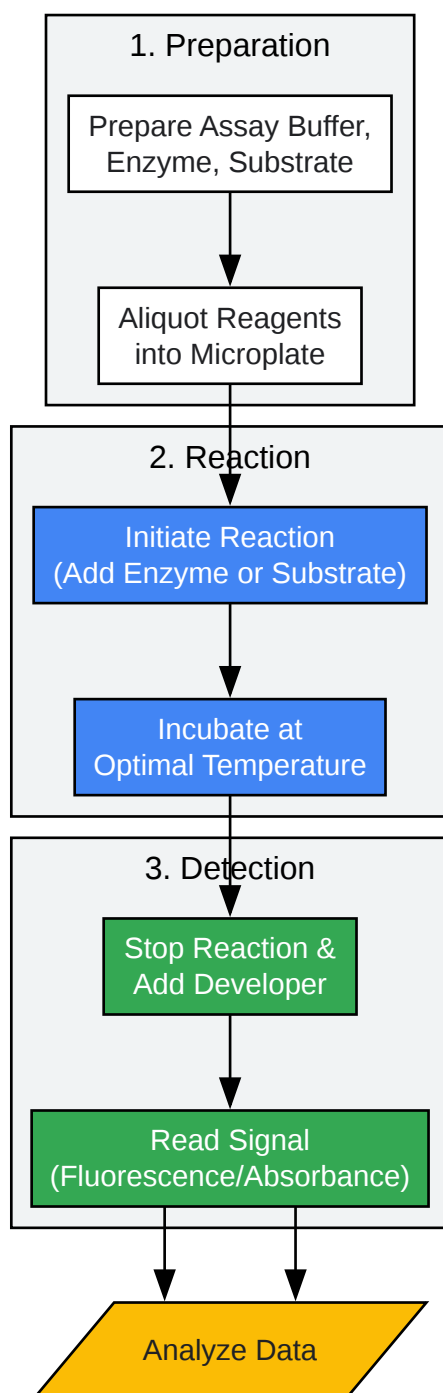 1. Preparation
Prepare Assay Buffer,
Enzyme, Substrate
Aliquot Reagents
into Microplate
2. Reaction
Initiate Reaction
(Add Enzyme or Substrate)
Incubate at
Optimal Temperature
3. Detection
Stop Reaction &
Add Developer
Read Signal
(Fluorescence/Absorbance)
Analyze Data